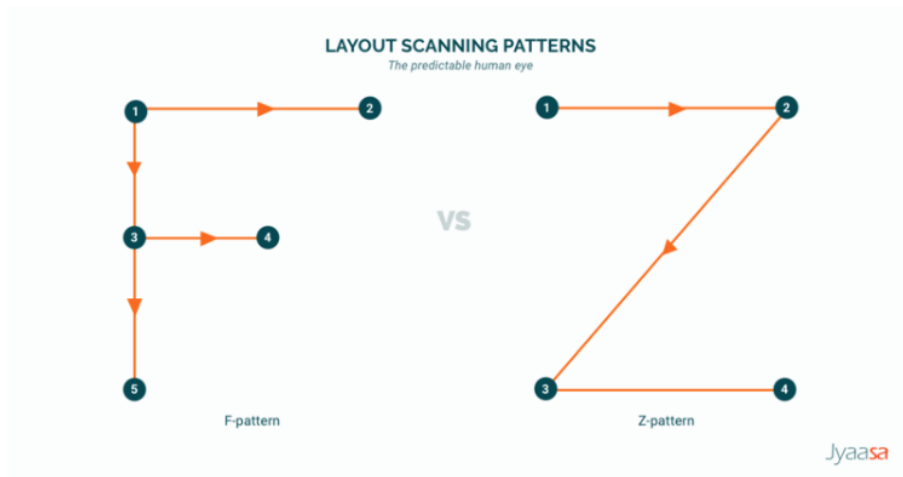 LAYOUT SCANNING PATTERNS
The predictable human eye
1
2
3
4
5
F-pattern
VS
1
2
3
4
Z-pattern
Jyaasa